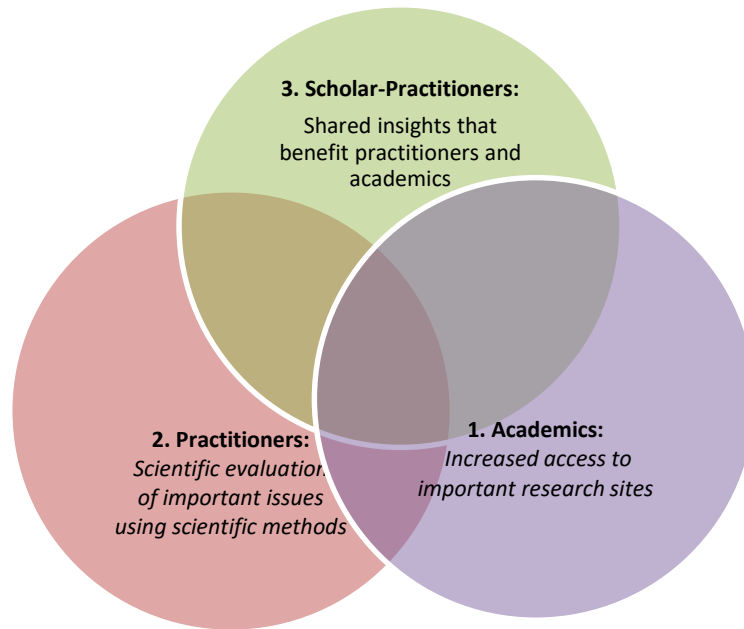 3. Scholar-Practitioners:
Shared insights that
benefit practitioners and
academics
2. Practitioners:
Scientific evaluation
of important issues
using scientific methods
1. Academics:
Increased access to
important research sites